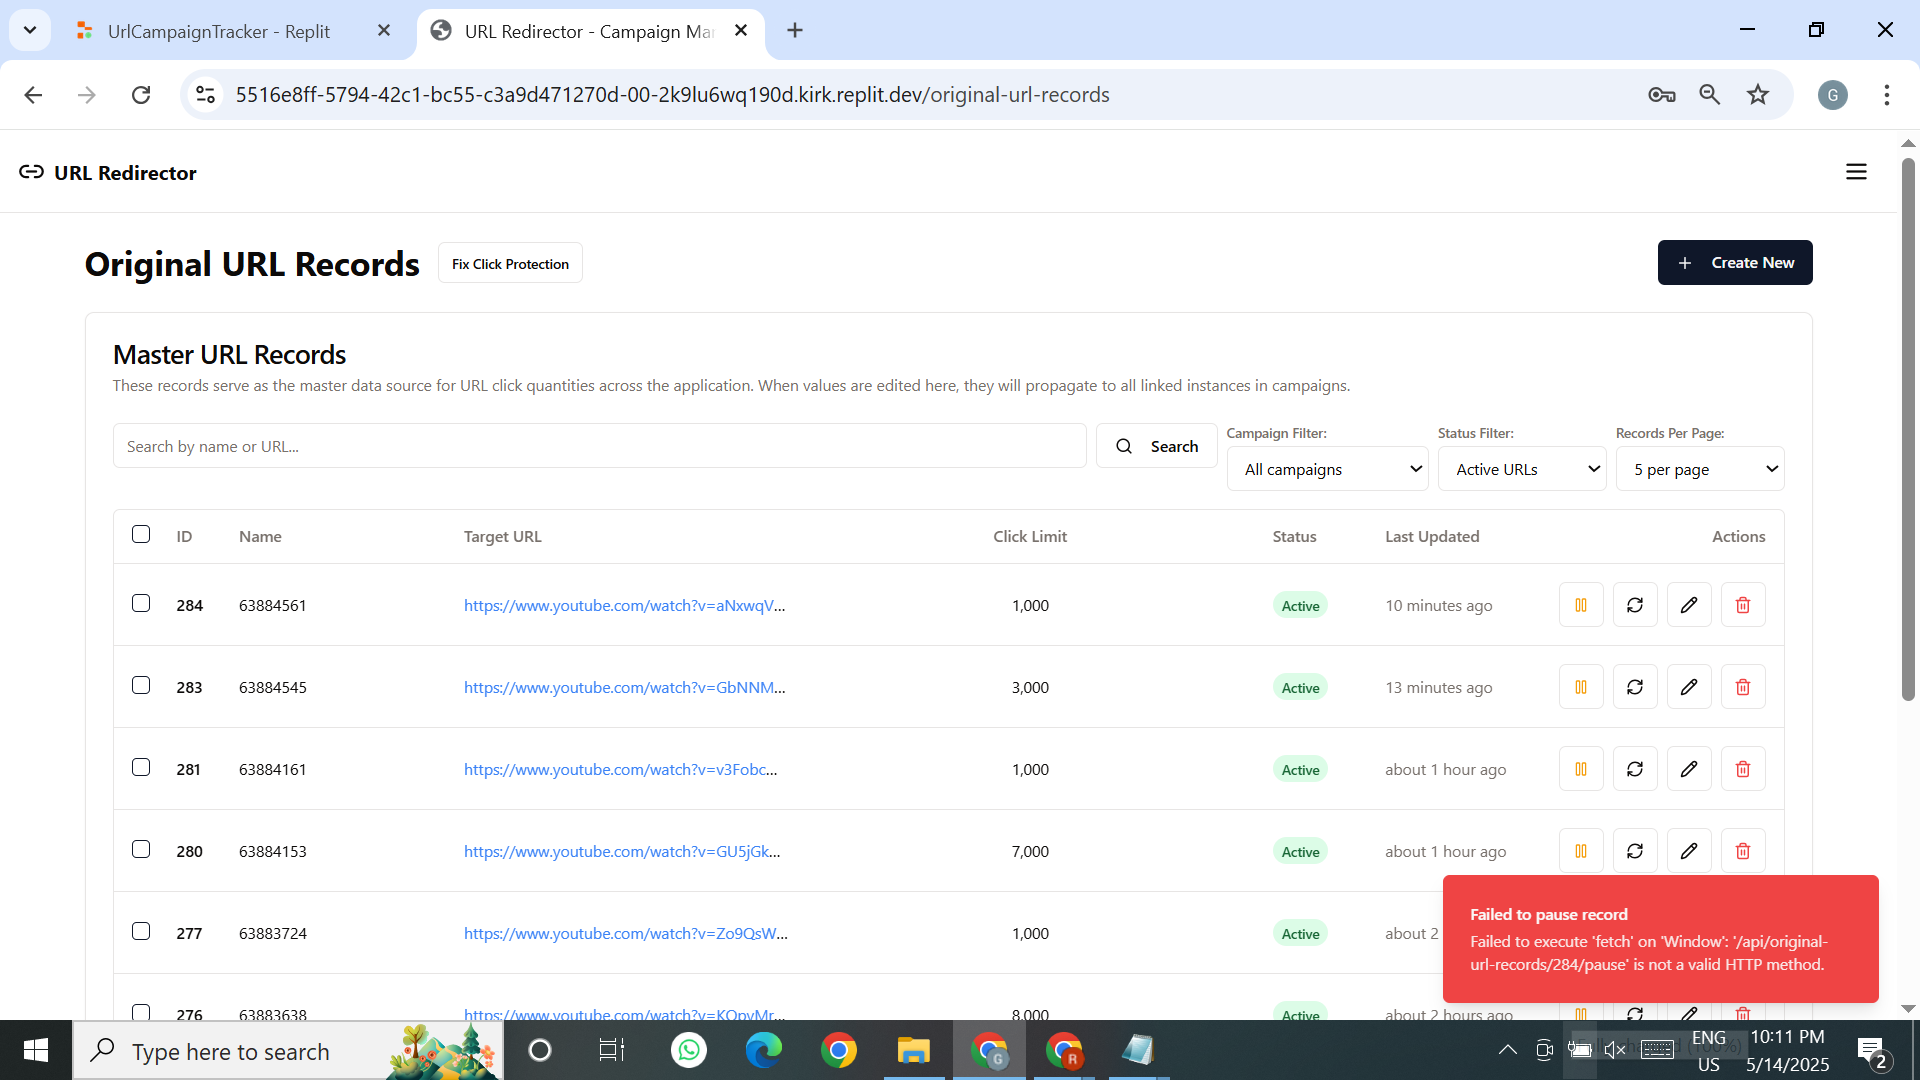 UrlCampaignTracker - Replit
URL Redirector - Campaign Ma
5516e8ff-5794-42c1-bc55-c3a9d471270d-00-2k9lu6wq190d.kirk.replit.dev/original-url-records
G
URL Redirector
Original URL Records
Fix Click Protection
+ Create New
Master URL Records
These records serve as the master data source for URL click quantities across the application. When values are edited here, they will propagate to all linked instances in campaigns.
Campaign Filter: Status Filter: Records Per Page:
Search by name or URL... Search All campaigns Active URLs 5 per page
ID Name Target URL Click Limit Status Last Updated Actions
284 63884561 https://www.youtube.com/watch?v=aNxwqV... 1,000 Active 10 minutes ago
283 63884545 https://www.youtube.com/watch?v=GbNNM... 3,000 Active 13 minutes ago
281 63884161 https://www.youtube.com/watch?v=v3Fobc... 1,000 Active about 1 hour ago
280 63884153 https://www.youtube.com/watch?v=GU5jGk... 7,000 Active about 1 hour ago
277 63883724 https://www.youtube.com/watch?v=Zo9QsW... 1,000 Active about 2
Failed to pause record
Failed to execute 'fetch' on 'Window': '/api/original-
url-records/284/pause' is not a valid HTTP method.
276 63883638 https://www.youtube.com/watch?v=KOpyMr... 8,000 Active about 2 hours ago
Type here to search
G
R
ENG
US
10:11 PM
5/14/2025
2